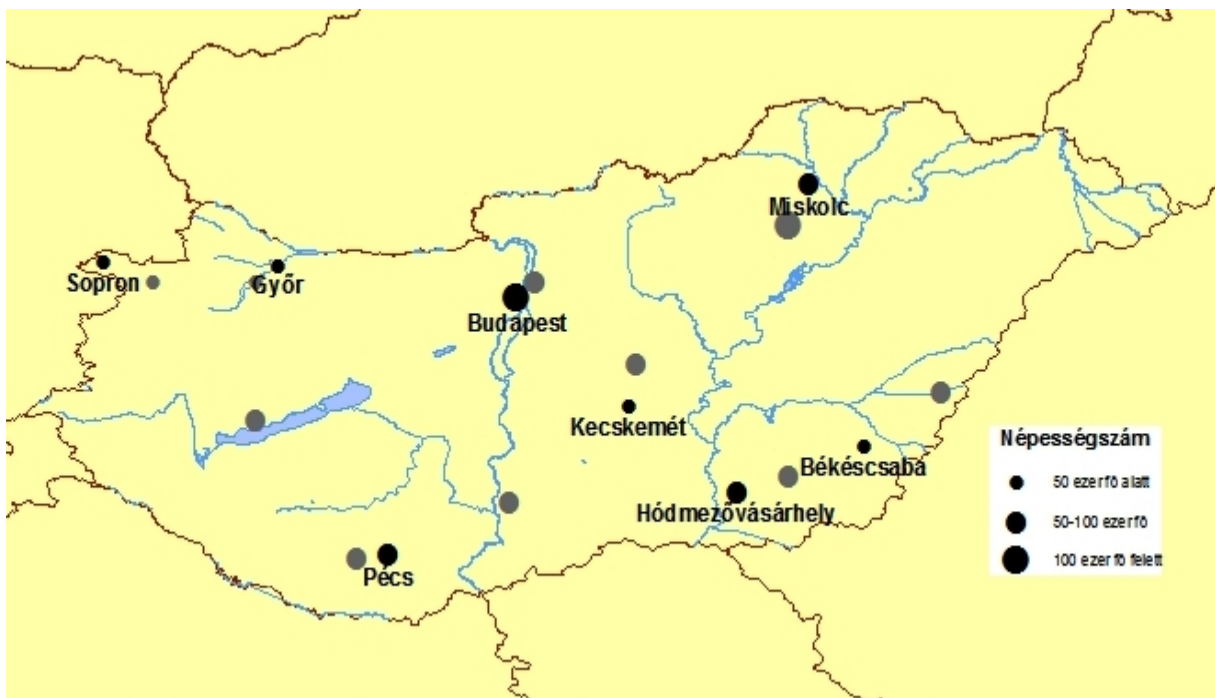 Miskolc
Sopron
Győr
Budapest
Kecskemét
Békéscsaba
Hódmezővásárhely
Pécs
Népességszám
50 ezer fő alatt
50-100 ezer fő
100 ezer fő felett